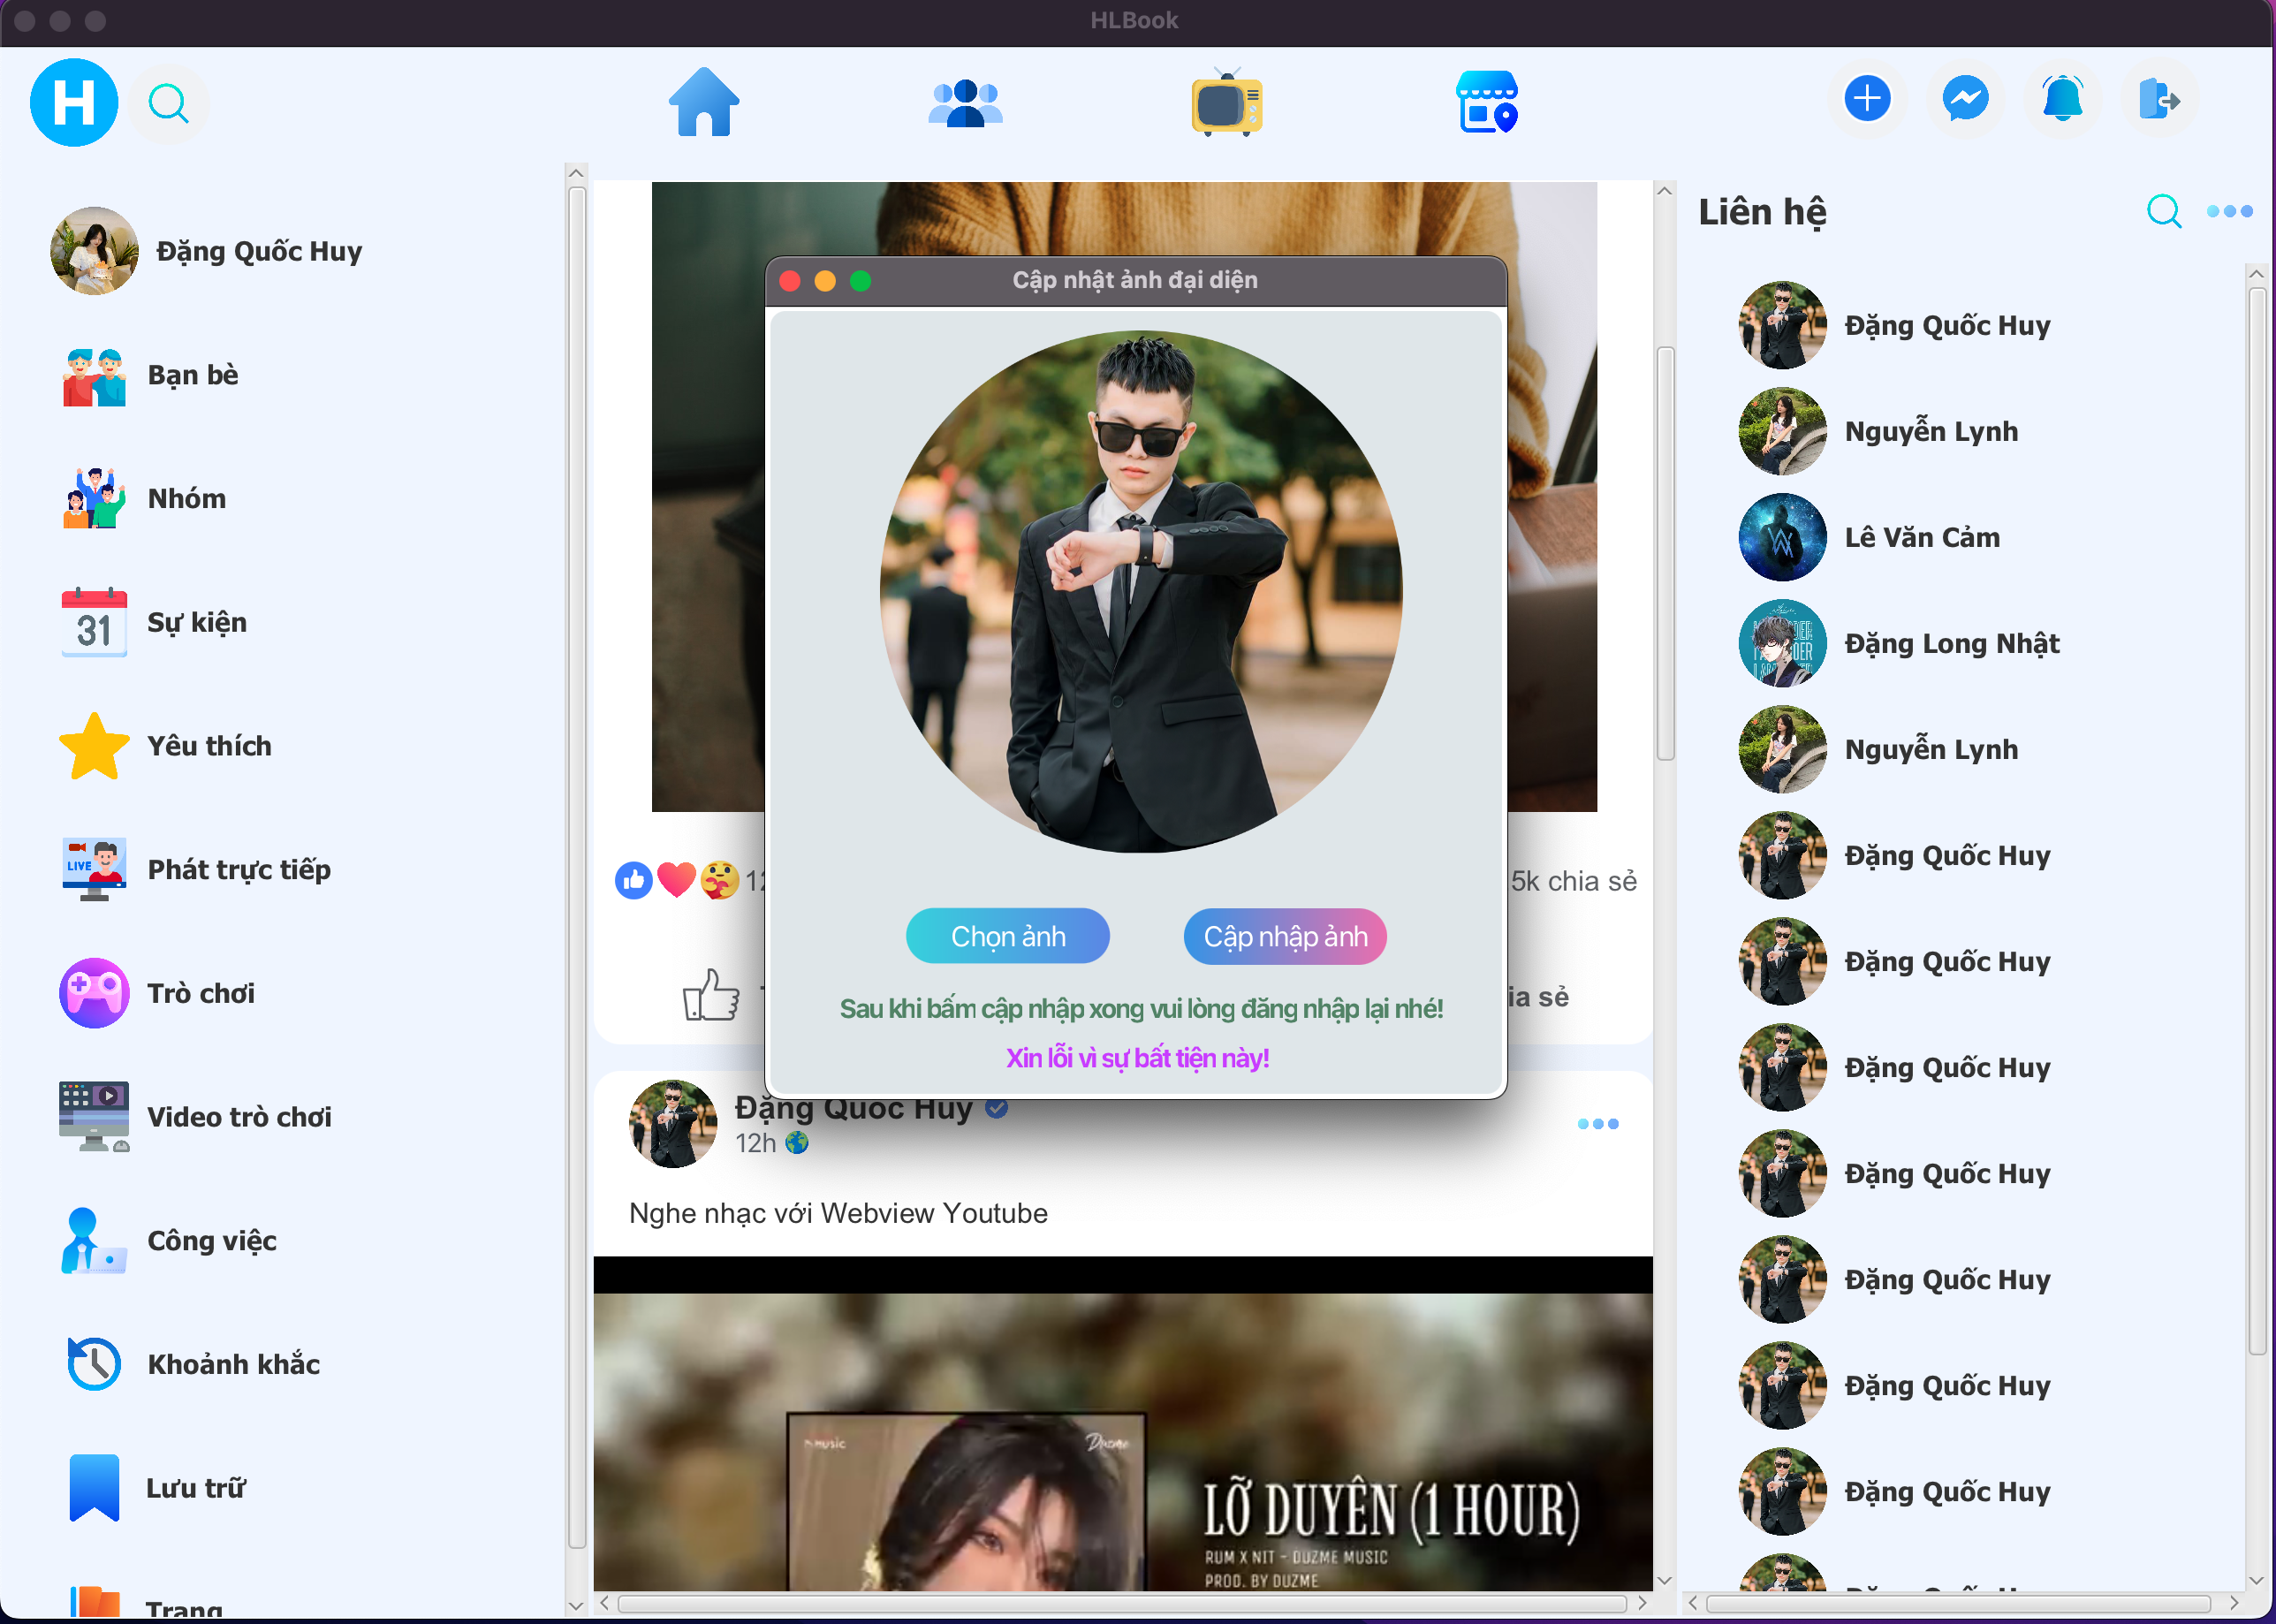 HLBook
H
Đặng Quốc Huy
Bạn bè
Nhóm
31
Sự kiện
Yêu thích
LIVE
Phát trực tiếp
Trò chơi
Video trò chơi
Công việc
Khoảnh khắc
Lưu trữ
Trang
Cập nhật ảnh đại diện
Chọn ảnh
Cập nhập ảnh
Sau khi bấm cập nhập xong vui lòng đăng nhập lại nhé!
Xin lỗi vì sự bất tiện này!
5k chia sẻ
Đặng Quốc Huy
12h
Nghe nhạc với Webview Youtube
Duzme
LỠ DUYÊN (1 HOUR)
RUM X NIT - DUZME MUSIC
PROD. BY DUZME
Liên hệ
Đặng Quốc Huy
Nguyễn Lynh
Lê Văn Cảm
Đặng Long Nhật
Nguyễn Lynh
Đặng Quốc Huy
Đặng Quốc Huy
Đặng Quốc Huy
Đặng Quốc Huy
Đặng Quốc Huy
Đặng Quốc Huy
Đặng Quốc Huy